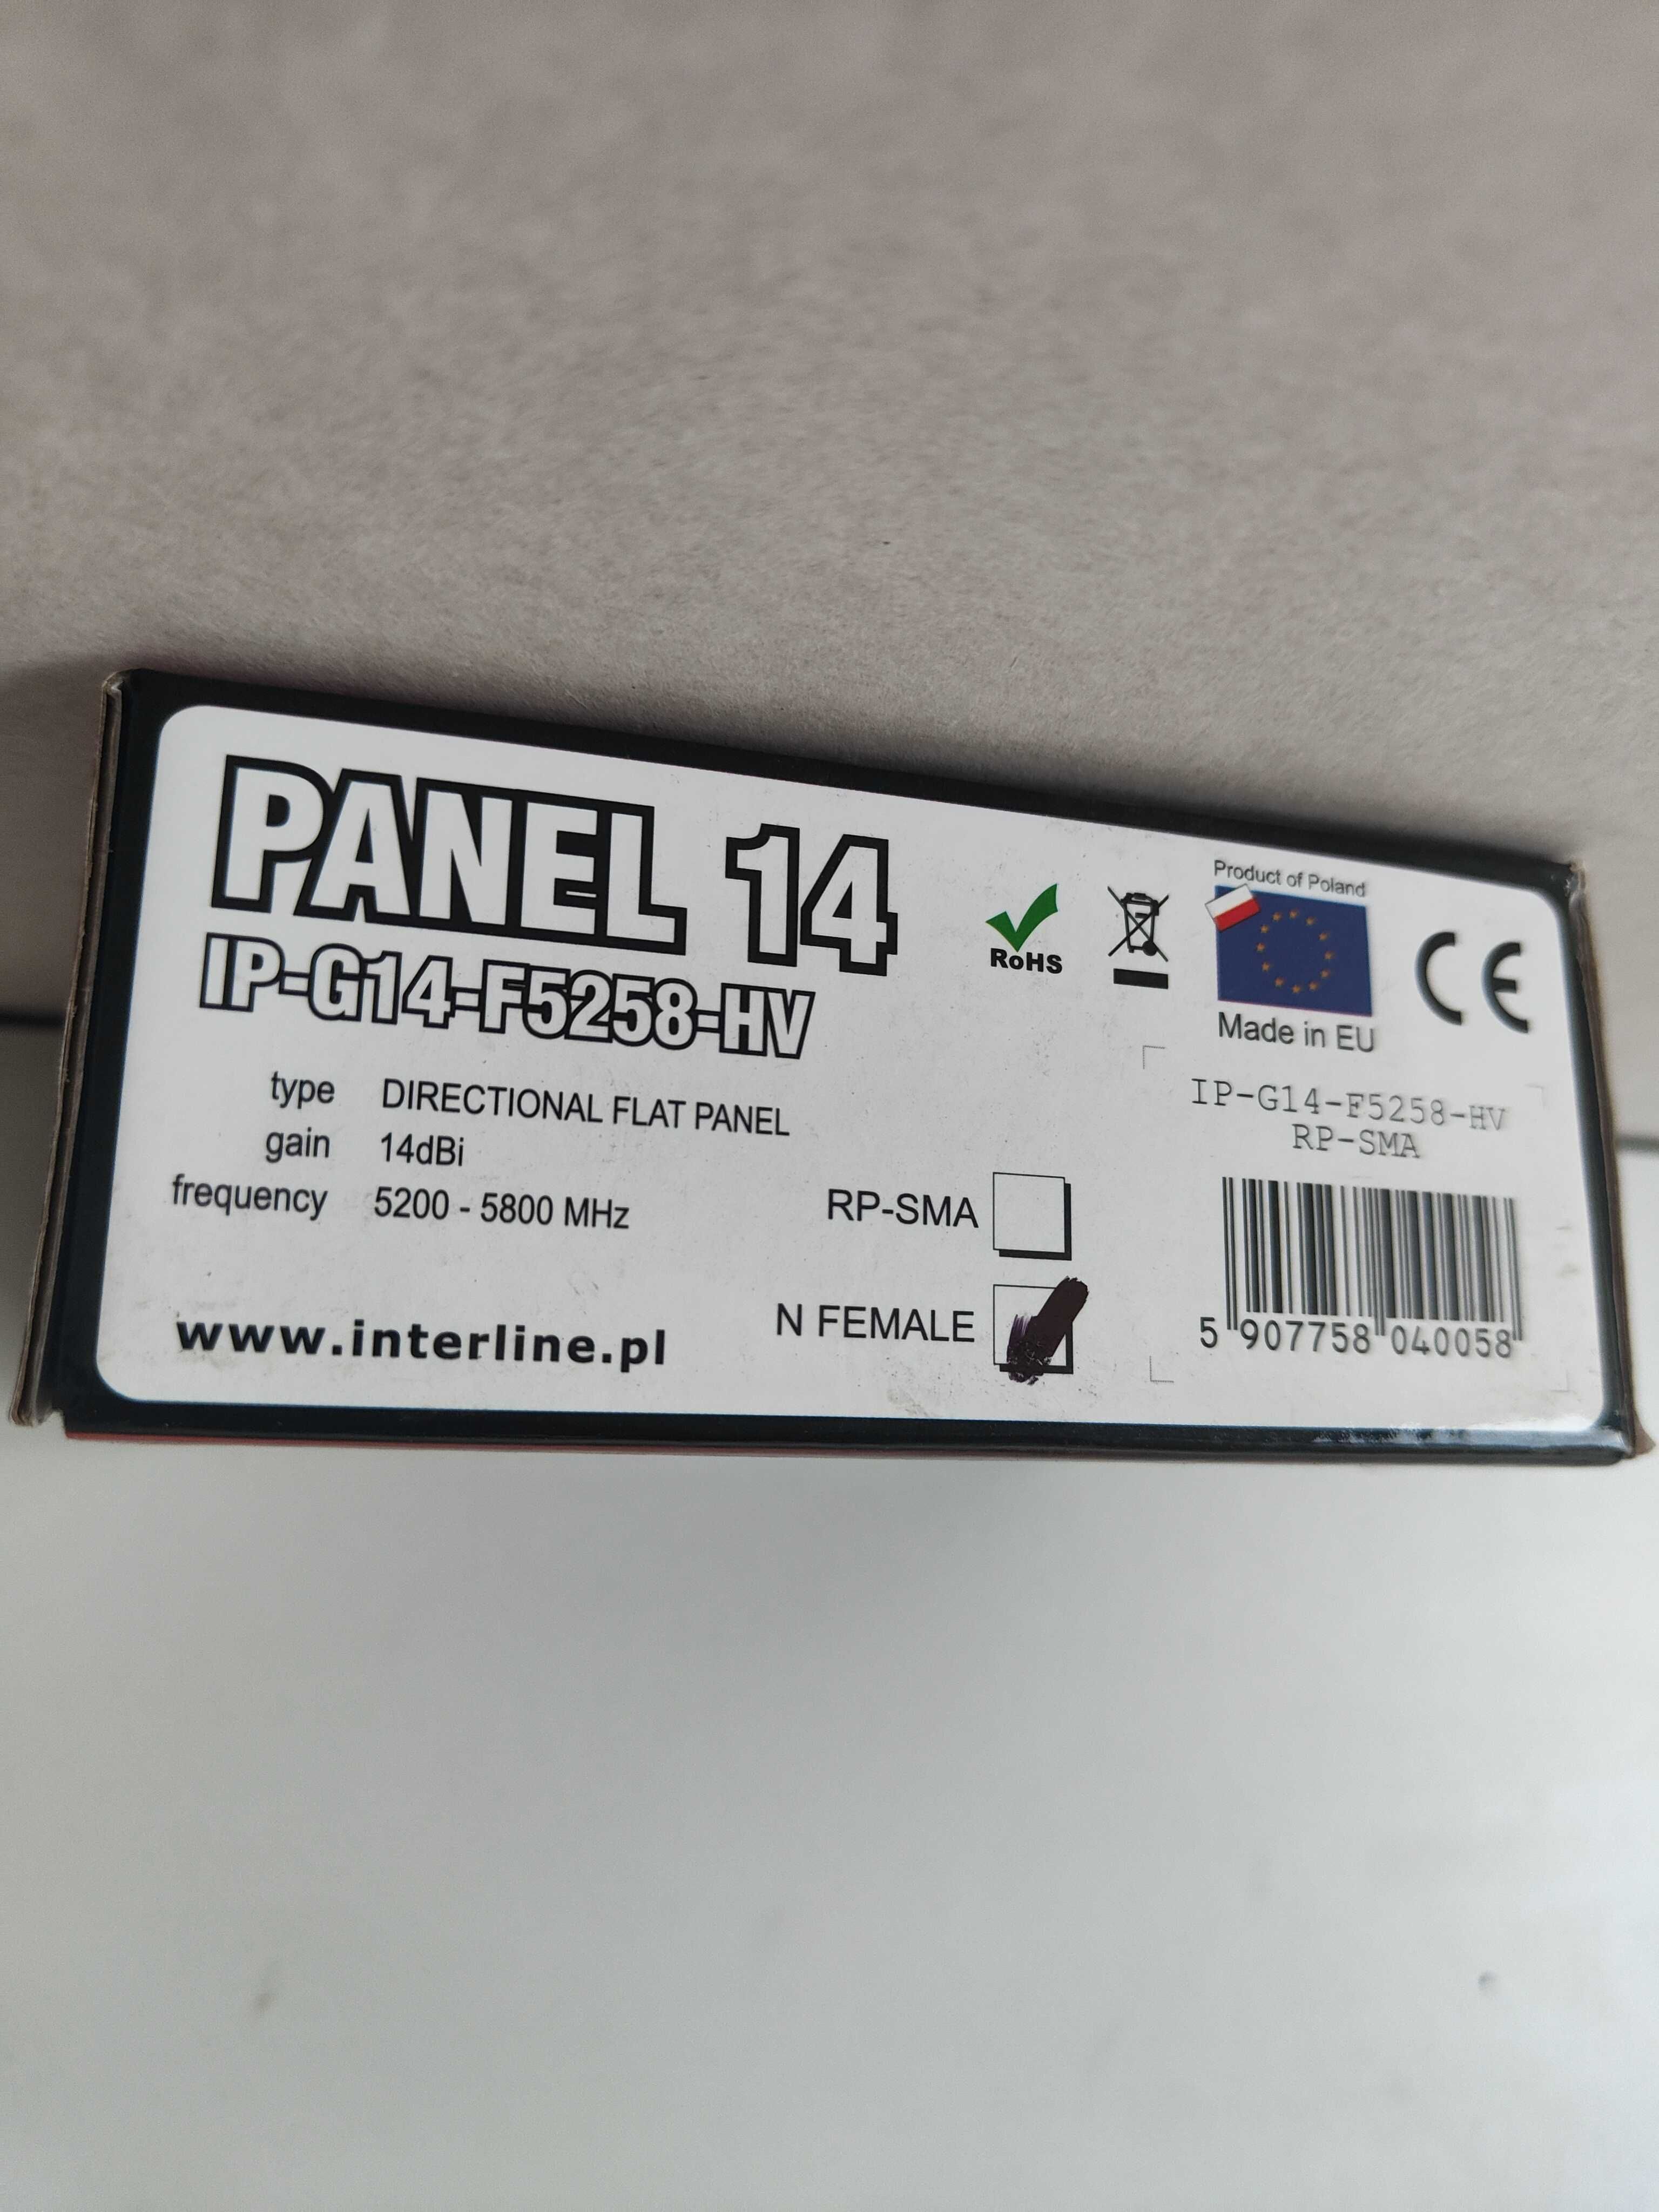 PANEL 14
IP-G14-F5258-HV
type DIRECTIONAL FLAT PANEL
gain 14dBi
frequency 5200 - 5800 MHz
www.interline.pl
RP-SMA
N FEMALE
RoHS
Product of Poland
Made in EU
CE
IP-G14-F5258-HV
RP-SMA
5 907758 040058